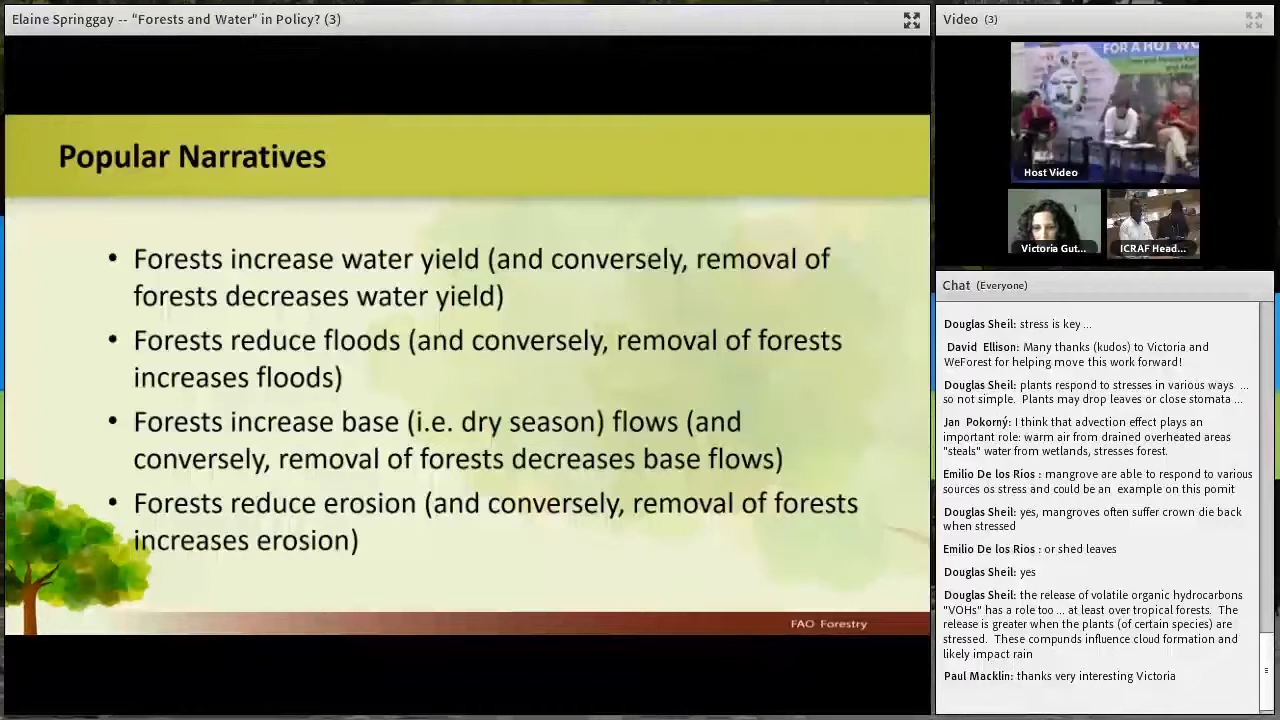 Elaine Springgay -- “Forests and Water” in Policy? (3)
Popular Narratives
• Forests increase water yield (and conversely, removal of
forests decreases water yield)
• Forests reduce floods (and conversely, removal of forests
increases floods)
• Forests increase base (i.e. dry season) flows (and
conversely, removal of forests decreases base flows)
• Forests reduce erosion (and conversely, removal of forests
increases erosion)
FAO Forestry
Video (3)
FOR A HOT WO
Host Video
Victoria Gut...
ICRAF Head...
Chat (Everyone)
Douglas Sheil: stress is key ...
David Ellison: Many thanks (kudos) to Victoria and
WeForest for helping move this work forward!
Douglas Sheil: plants respond to stresses in various ways ...
so not simple. Plants may drop leaves or close stomata ...
Jan Pokorný: I think that advection effect plays an
important role: warm air from drained overheated areas
"steals" water from wetlands, stresses forest.
Emilio De los Rios : mangrove are able to respond to various
sources os stress and could be an example on this pomit
Douglas Sheil: yes, mangroves often suffer crown die back
when stressed
Emilio De los Rios : or shed leaves
Douglas Sheil: yes
Douglas Sheil: the release of volatile organic hydrocarbons
"VOHs" has a role too ... at least over tropical forests. The
release is greater when the plants (of certain species) are
stressed. These compunds influence cloud formation and
likely impact rain
Paul Macklin: thanks very interesting Victoria